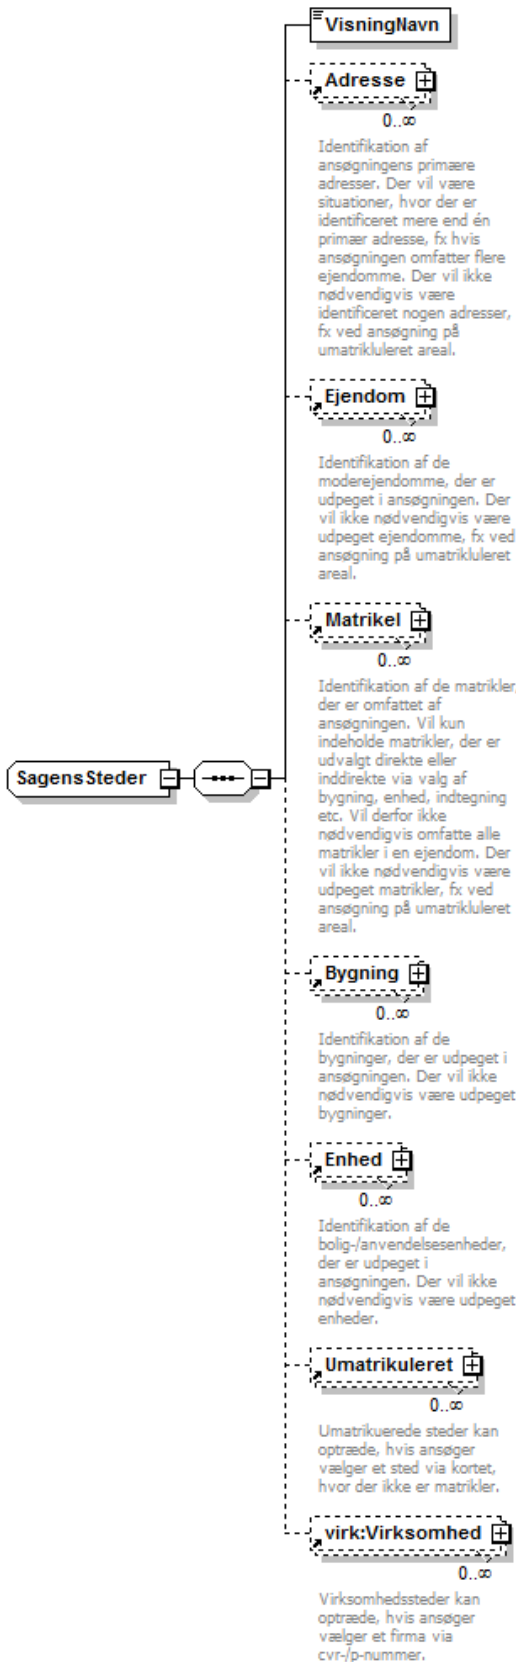 VisningNavn
Adresse
0..∞
Identifikation af
ansøgningens primære
adresser. Der vil være
situationer, hvor der er
identificeret mere end én
primær adresse, fx hvis
ansøgningen omfatter flere
ejendomme. Der vil ikke
nødvendigvis være
identificeret nogen adresser,
fx ved ansøgning på
umatrikluleret areal.
Ejendom
0..∞
Identifikation af de
moderejendomme, der er
udpeget i ansøgningen. Der
vil ikke nødvendigvis være
udpeget ejendomme, fx ved
ansøgning på umatrikluleret
areal.
Matrikel
0..∞
Identifikation af de matrikler,
der er omfattet af
ansøgningen. Vil kun
indeholde matrikler, der er
udvalgt direkte eller
inddirekte via valg af
bygning, enhed, indtegning
etc. Vil derfor ikke
nødvendigvis omfatte alle
matrikler i en ejendom. Der
vil ikke nødvendigvis være
udpeget matrikler, fx ved
ansøgning på umatrikluleret
areal.
SagensSteder
Bygning
0..∞
Identifikation af de
bygninger, der er udpeget i
ansøgningen. Der vil ikke
nødvendigvis være udpeget
bygninger.
Enhed
0..∞
Identifikation af de
bolig-/anvendelsesenheder,
der er udpeget i
ansøgningen. Der vil ikke
nødvendigvis være udpeget
enheder.
Umatrikuleret
0..∞
Umatrikuerede steder kan
optræde, hvis ansøger
vælger et sted via kortet,
hvor der ikke er matrikler.
virk:Virksomhed
0..∞
Virksomhedssteder kan
optræde, hvis ansøger
vælger et firma via
cvr-/p-nummer.